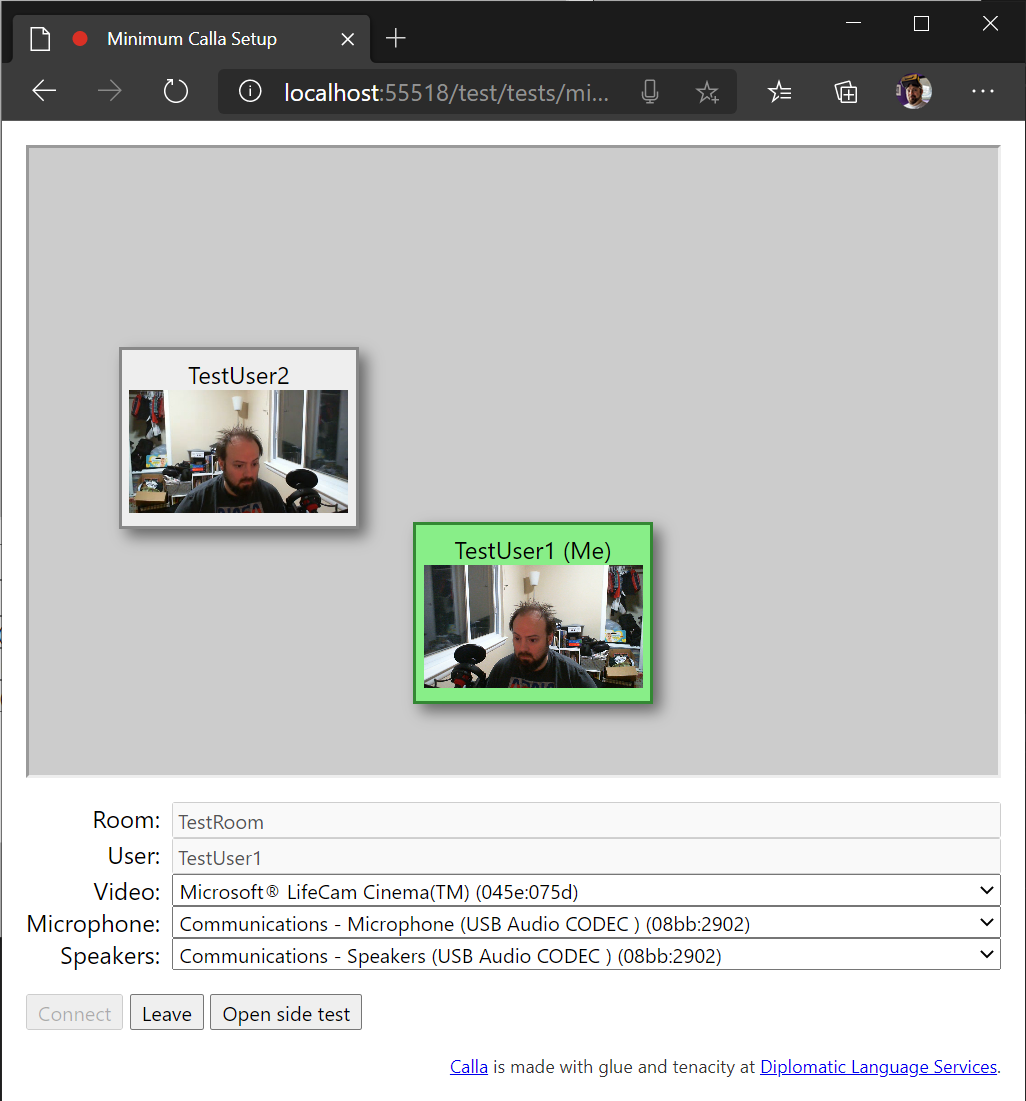 Minimum Calla Setup
localhost:55518/test/tests/mi...
TestUser2
TestUser1 (Me)
Room: TestRoom
User: TestUser1
Video: Microsoft® LifeCam Cinema(TM) (045e:075d)
Microphone: Communications - Microphone (USB Audio CODEC ) (08bb:2902)
Speakers: Communications - Speakers (USB Audio CODEC ) (08bb:2902)
Connect Leave Open side test
Calla is made with glue and tenacity at Diplomatic Language Services.